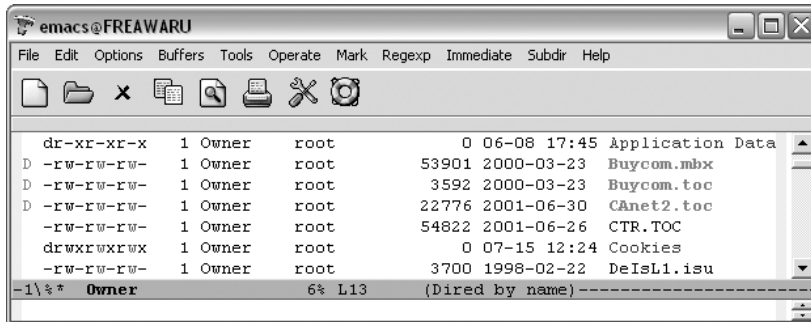 emacs@FREAWARU
File Edit Options Buffers Tools Operate Mark Regexp Immediate Subdir Help
dr-xr-xr-x 1 Owner root 0 06-08 17:45 Application Data
D -rw-rw-rw- 1 Owner root 53901 2000-03-23 Buycom.mbx
D -rw-rw-rw- 1 Owner root 3592 2000-03-23 Buycom.toc
D -rw-rw-rw- 1 Owner root 22776 2001-06-30 CAnet2.toc
-rw-rw-rw- 1 Owner root 54822 2001-06-26 CTR.TOC
drwxrwxrwx 1 Owner root 0 07-15 12:24 Cookies
-rw-rw-rw- 1 Owner root 3700 1998-02-22 DeIsL1.isu
-1\%* Owner 6% L13 (Dired by name)----------------------